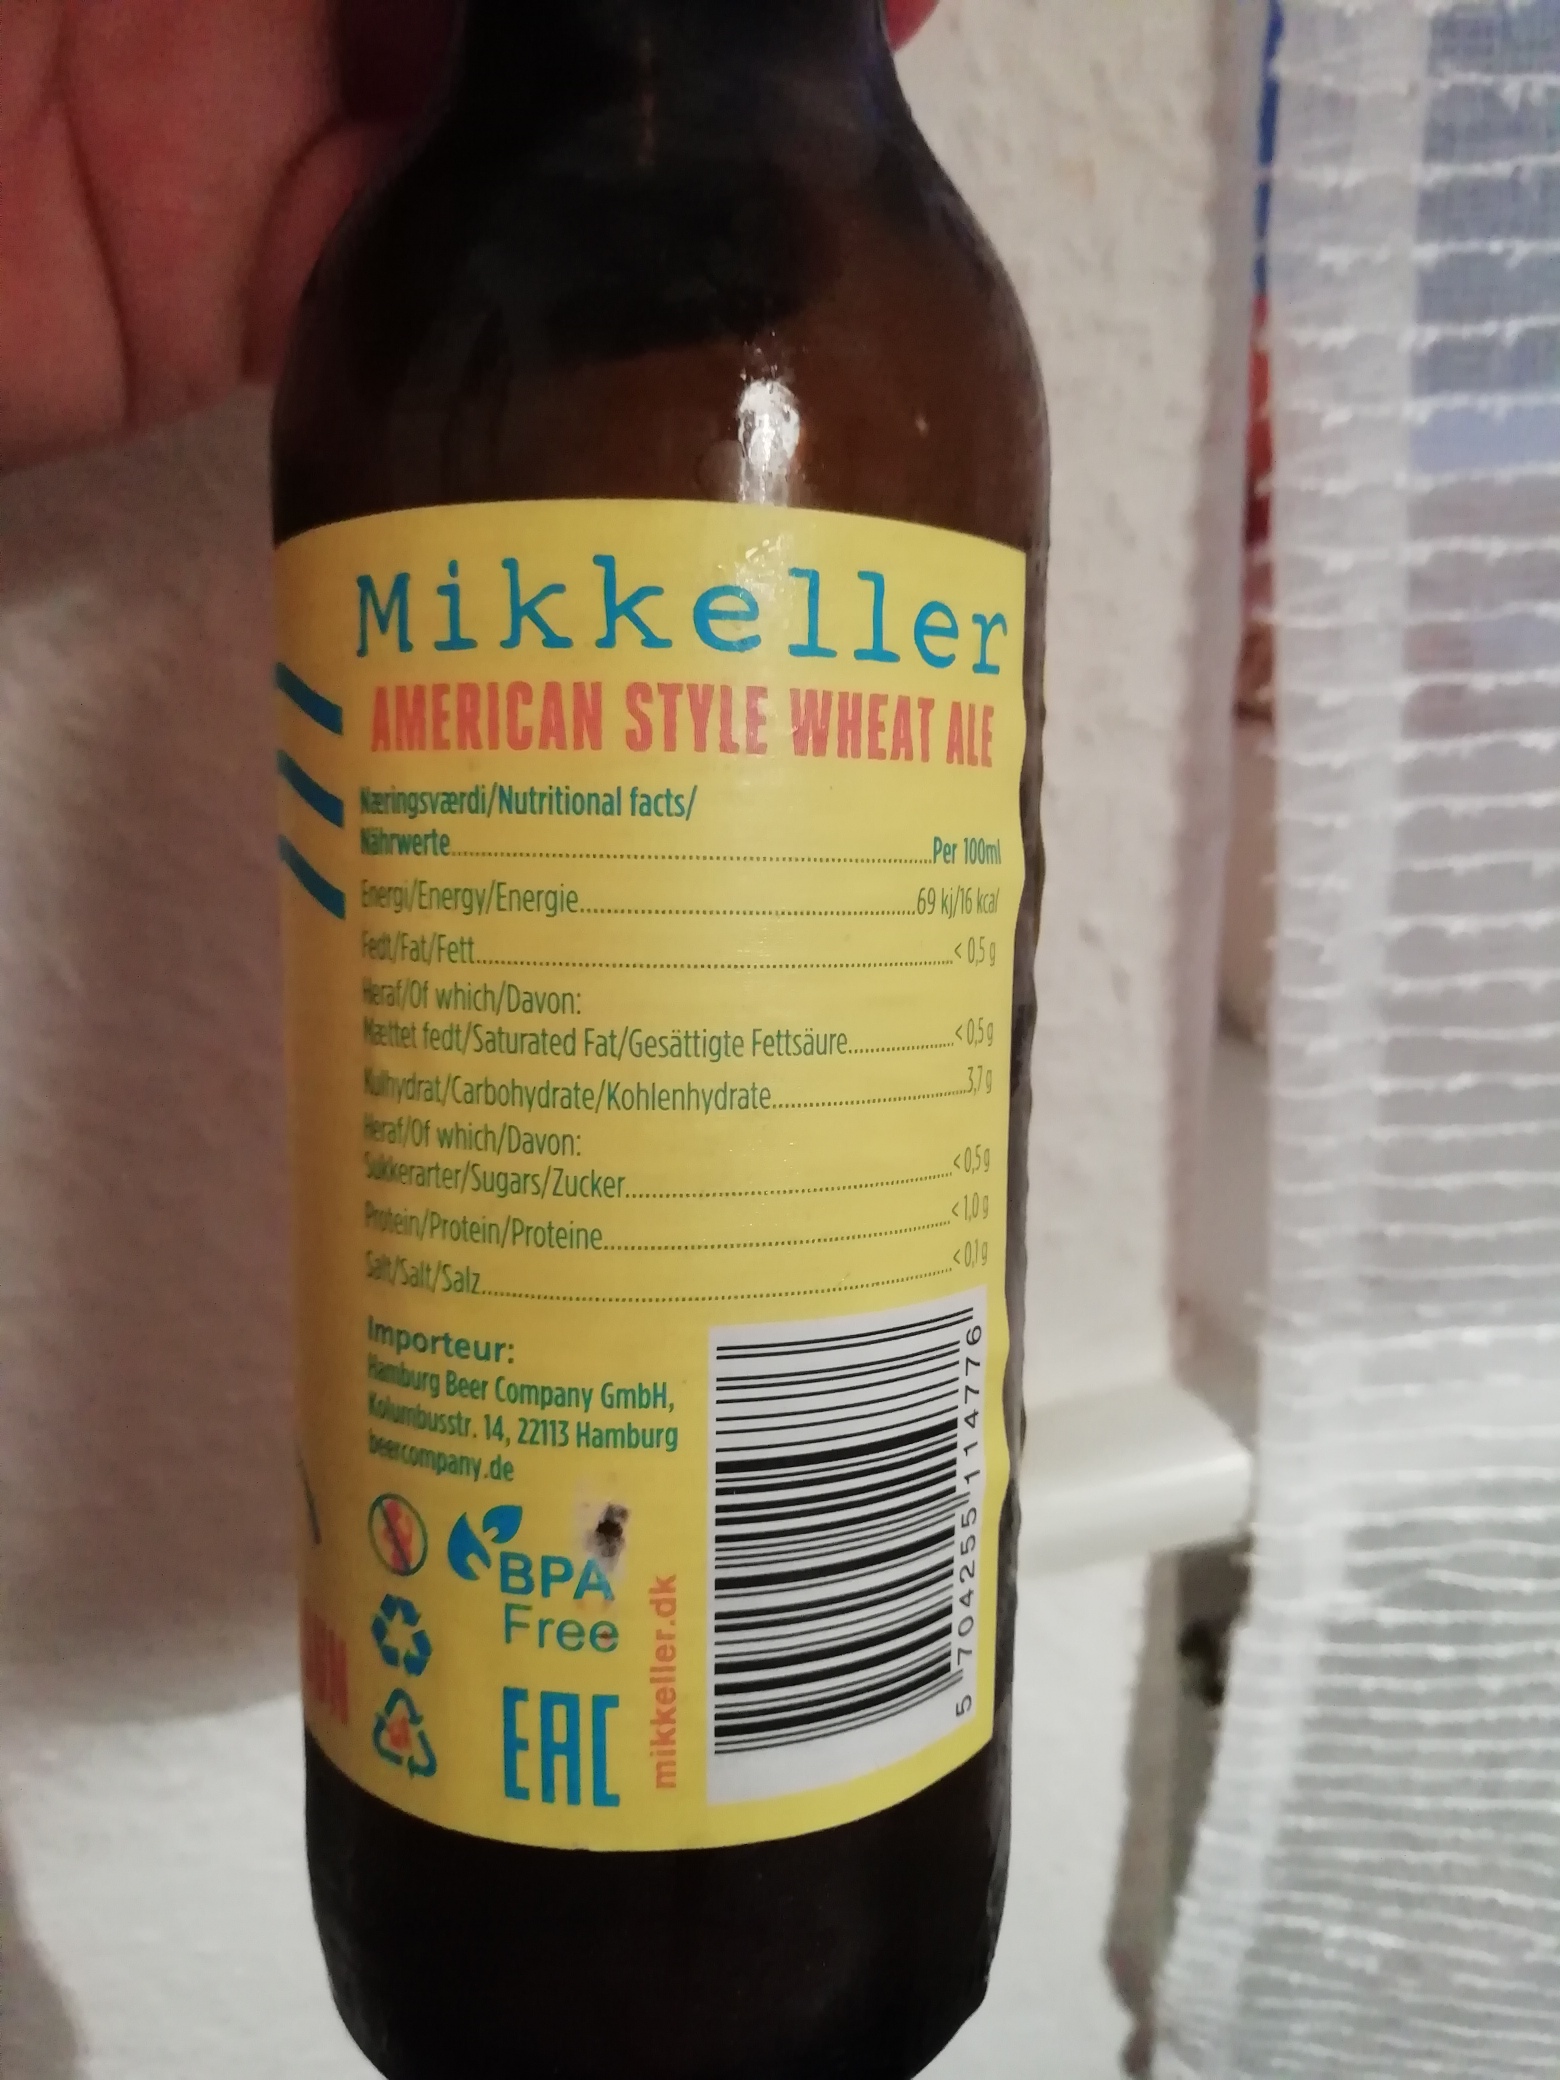 Mikkeller
AMERICAN STYLE WHEAT ALE
Næringsværdi/Nutritional facts/
Nährwerte Per 100ml
Energi/Energy/Energie 69 kj/16 kcal
Fedt/Fat/Fett < 0,5 g
Heraf/Of which/Davon:
Mættet fedt/Saturated Fat/Gesättigte Fettsäure < 0,5 g
Kulhydrat/Carbohydrate/Kohlenhydrate 3,7 g
Heraf/Of which/Davon:
Sukkerarter/Sugars/Zucker < 0,5 g
Protein/Protein/Proteine < 1,0 g
Salt/Salt/Salz < 0,1 g
Importeur:
Hamburg Beer Company GmbH,
Kolumbusstr. 14, 22113 Hamburg
beercompany.de
BPA
Free
EAC
mikkeller.dk
5 704255 114776